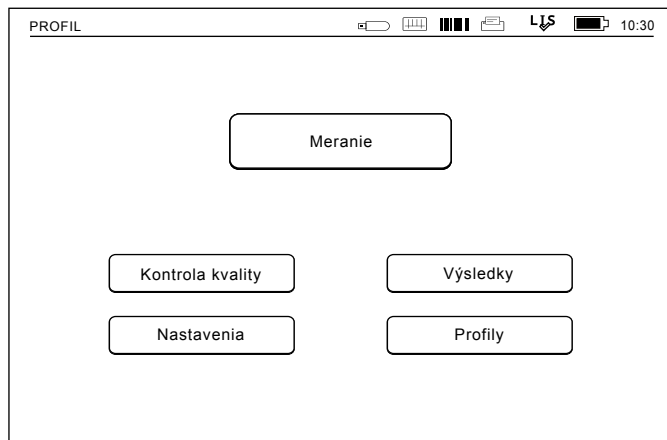 PROFIL LIS 10:30
Meranie
Kontrola kvality Výsledky
Nastavenia Profily